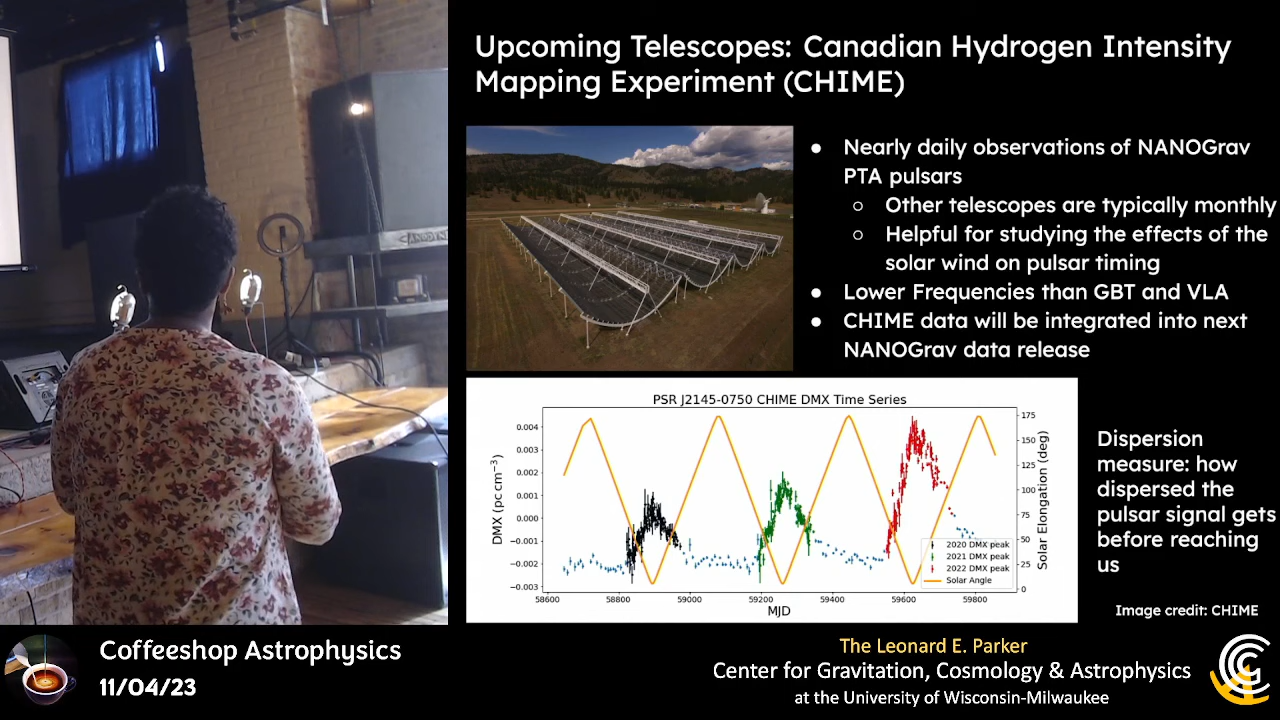 Upcoming Telescopes: Canadian Hydrogen Intensity
Mapping Experiment (CHIME)
● Nearly daily observations of NANOGrav
PTA pulsars
○ Other telescopes are typically monthly
○ Helpful for studying the effects of the
solar wind on pulsar timing
● Lower Frequencies than GBT and VLA
● CHIME data will be integrated into next
NANOGrav data release
PSR J2145-0750 CHIME DMX Time Series
DMX (pc cm−3)
0.004
0.003
0.002
0.001
0.000
−0.001
−0.002
−0.003
58600 58800 59000 59200 59400 59600 59800
MJD
175
150
125
100
75
50
25
0
Solar Elongation (deg)
2020 DMX peak
2021 DMX peak
2022 DMX peak
Solar Angle
Dispersion
measure: how
dispersed the
pulsar signal gets
before reaching
us
Image credit: CHIME
Coffeeshop Astrophysics
11/04/23
The Leonard E. Parker
Center for Gravitation, Cosmology & Astrophysics
at the University of Wisconsin-Milwaukee